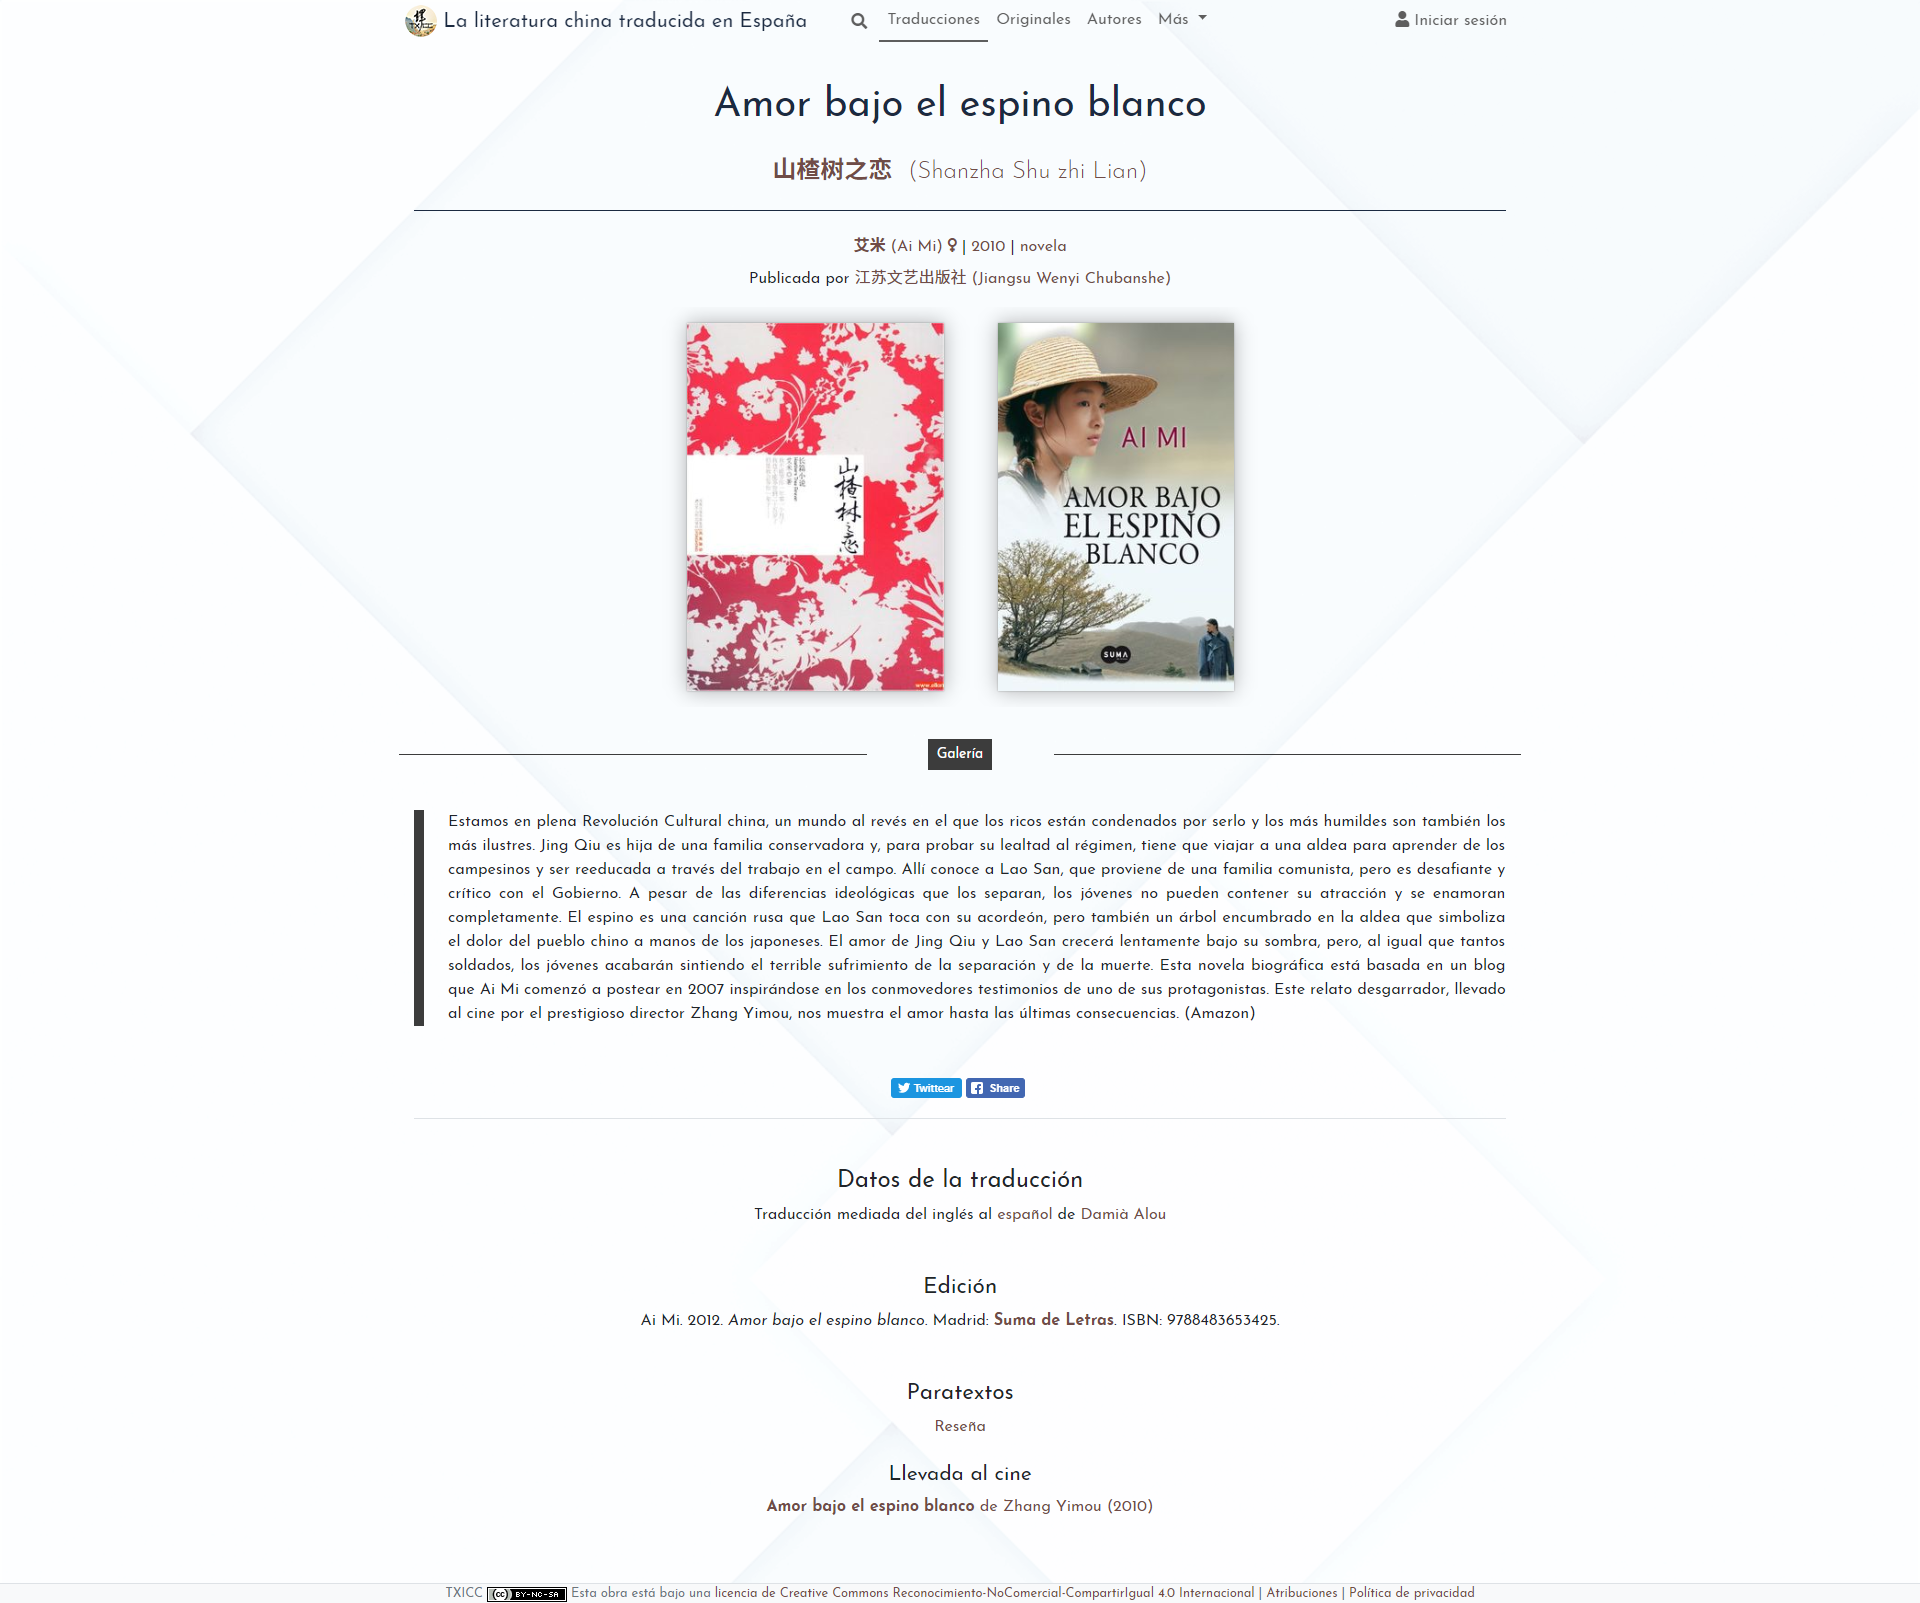 La literatura china traducida en España
Traducciones
Originales
Autores
Más
Iniciar sesión
Amor bajo el espino blanco
山楂树之恋 (Shanzha Shu zhi Lian)
艾米 (Ai Mi) | 2010 | novela
Publicada por 江苏文艺出版社 (Jiangsu Wenyi Chubanshe)
山楂树之恋
长篇小说
AI MI
AMOR BAJO
EL ESPINO
BLANCO
SUMA
Galería
Estamos en plena Revolución Cultural china, un mundo al revés en el que los ricos están condenados por serlo y los más humildes son también los
más ilustres. Jing Qiu es hija de una familia conservadora y, para probar su lealtad al régimen, tiene que viajar a una aldea para aprender de los
campesinos y ser reeducada a través del trabajo en el campo. Allí conoce a Lao San, que proviene de una familia comunista, pero es desafiante y
crítico con el Gobierno. A pesar de las diferencias ideológicas que los separan, los jóvenes no pueden contener su atracción y se enamoran
completamente. El espino es una canción rusa que Lao San toca con su acordeón, pero también un árbol encumbrado en la aldea que simboliza
el dolor del pueblo chino a manos de los japoneses. El amor de Jing Qiu y Lao San crecerá lentamente bajo su sombra, pero, al igual que tantos
soldados, los jóvenes acabarán sintiendo el terrible sufrimiento de la separación y de la muerte. Esta novela biográfica está basada en un blog
que Ai Mi comenzó a postear en 2007 inspirándose en los conmovedores testimonios de uno de sus protagonistas. Este relato desgarrador, llevado
al cine por el prestigioso director Zhang Yimou, nos muestra el amor hasta las últimas consecuencias. (Amazon)
Twittear
Share
Datos de la traducción
Traducción mediada del inglés al español de Damià Alou
Edición
Ai Mi. 2012. Amor bajo el espino blanco. Madrid: Suma de Letras. ISBN: 9788483653425.
Paratextos
Reseña
Llevada al cine
Amor bajo el espino blanco de Zhang Yimou (2010)
TXICC (cc) BY-NC-SA Esta obra está bajo una licencia de Creative Commons Reconocimiento-NoComercial-CompartirIgual 4.0 Internacional | Atribuciones | Política de privacidad